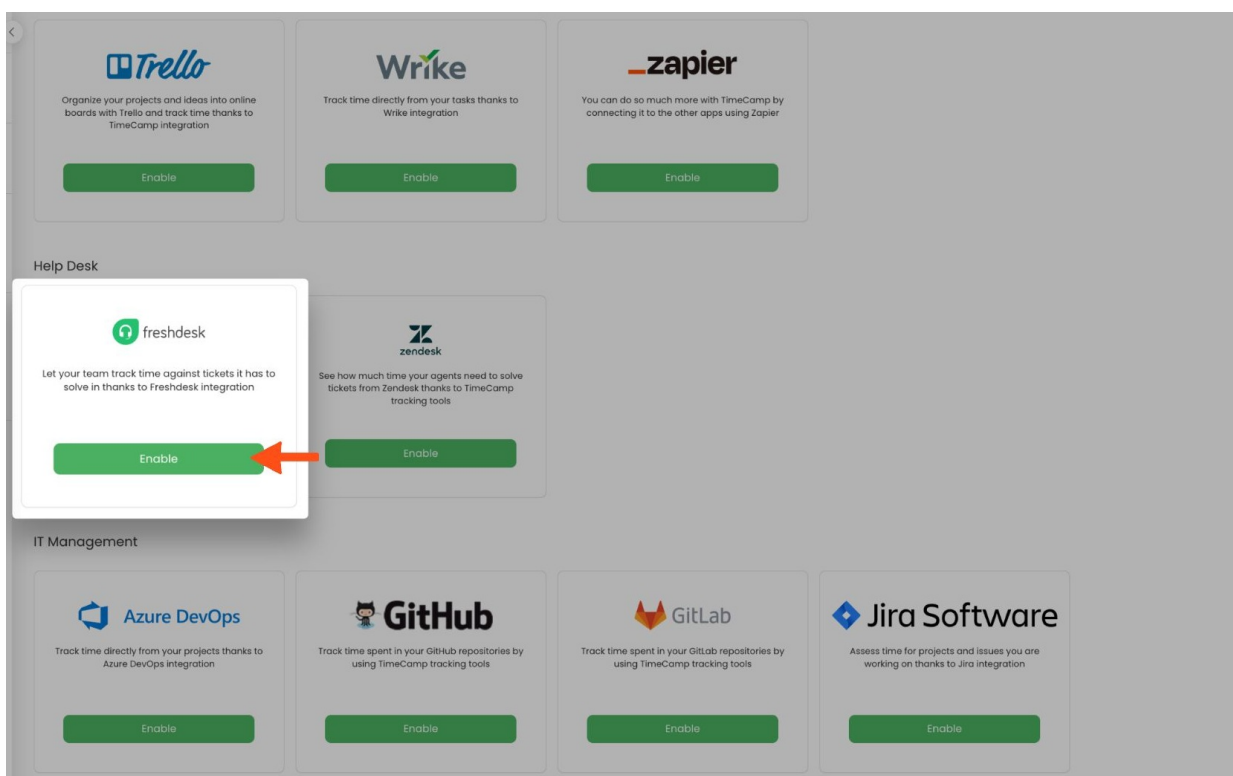 Trello
Wrike
zapier
Organize your projects and ideas into online
boards with Trello and track time thanks to
TimeCamp integration
Track time directly from your tasks thanks to
Wrike integration
You can do so much more with TimeCamp by
connecting it to the other apps using Zapier
Enable
Enable
Enable
Help Desk
freshdesk
Let your team track time against tickets it has to
solve in thanks to Freshdesk integration
Enable
zendesk
See how much time your agents need to solve
tickets from Zendesk thanks to TimeCamp
tracking tools
Enable
IT Management
Azure DevOps
GitHub
GitLab
Jira Software
Track time directly from your projects thanks to
Azure DevOps integration
Track time spent in your GitHub repositories by
using TimeCamp tracking tools
Track time spent in your GitLab repositories by
using TimeCamp tracking tools
Assess time for projects and issues you are
working on thanks to Jira integration
Enable
Enable
Enable
Enable